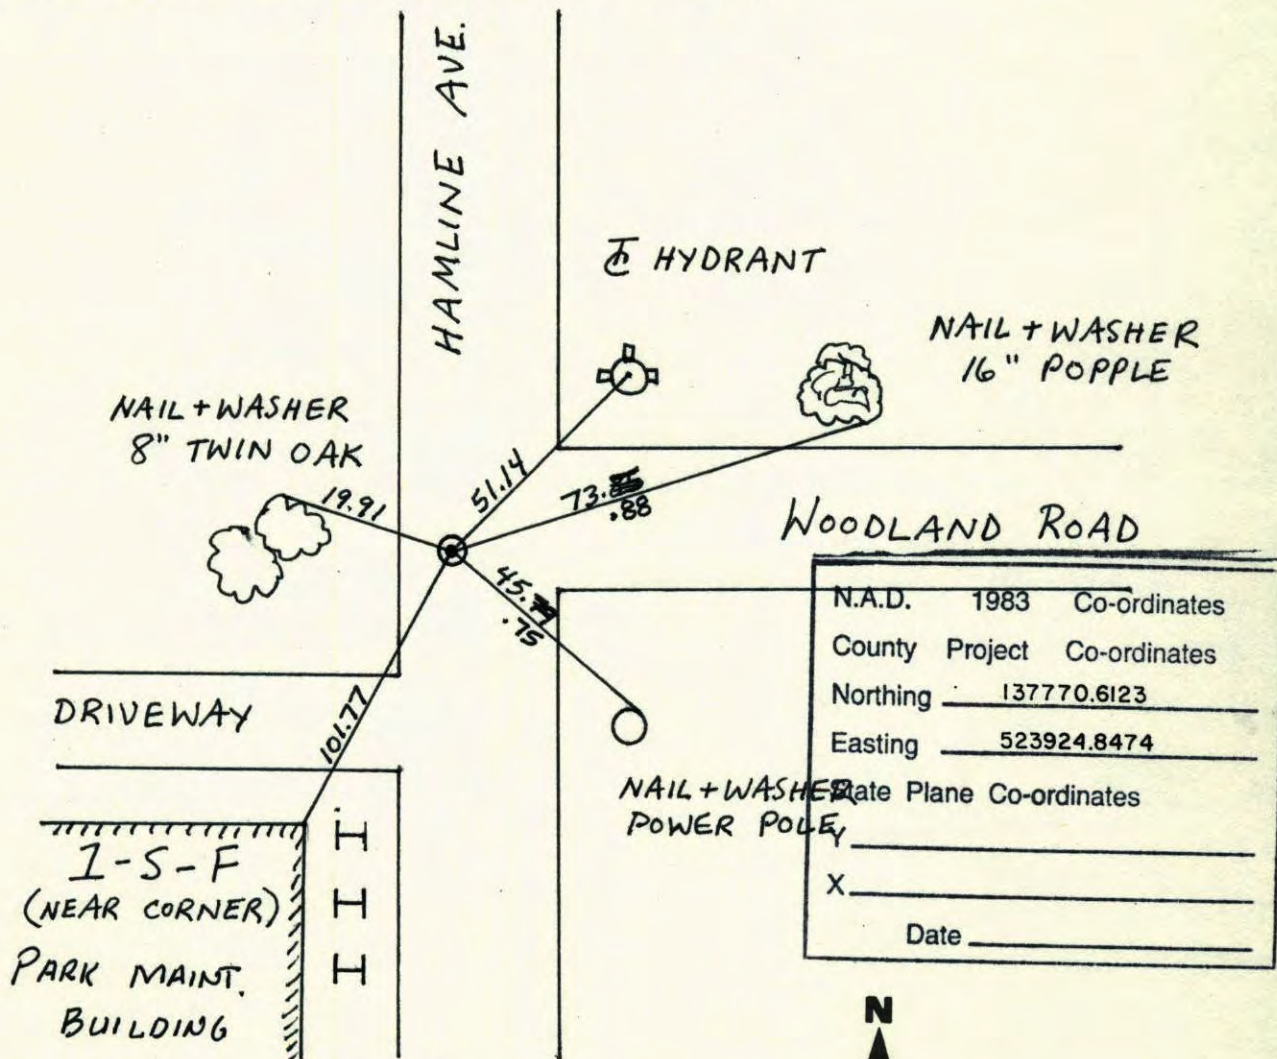 HAMLINE AVE.
T HYDRANT
NAIL + WASHER
16" POPPLE
NAIL + WASHER
8" TWIN OAK
19.91
51.14
73.85
.88
WOODLAND ROAD
45.79
.75
101.77
DRIVEWAY
NAIL + WASHER
POWER POLE
1-S-F
(NEAR CORNER)
PARK MAINT.
BUILDING
H
H
H
N.A.D. 1983 Co-ordinates
County Project Co-ordinates
Northing 137770.6123
Easting 523924.8474
State Plane Co-ordinates
Y
X
Date
N